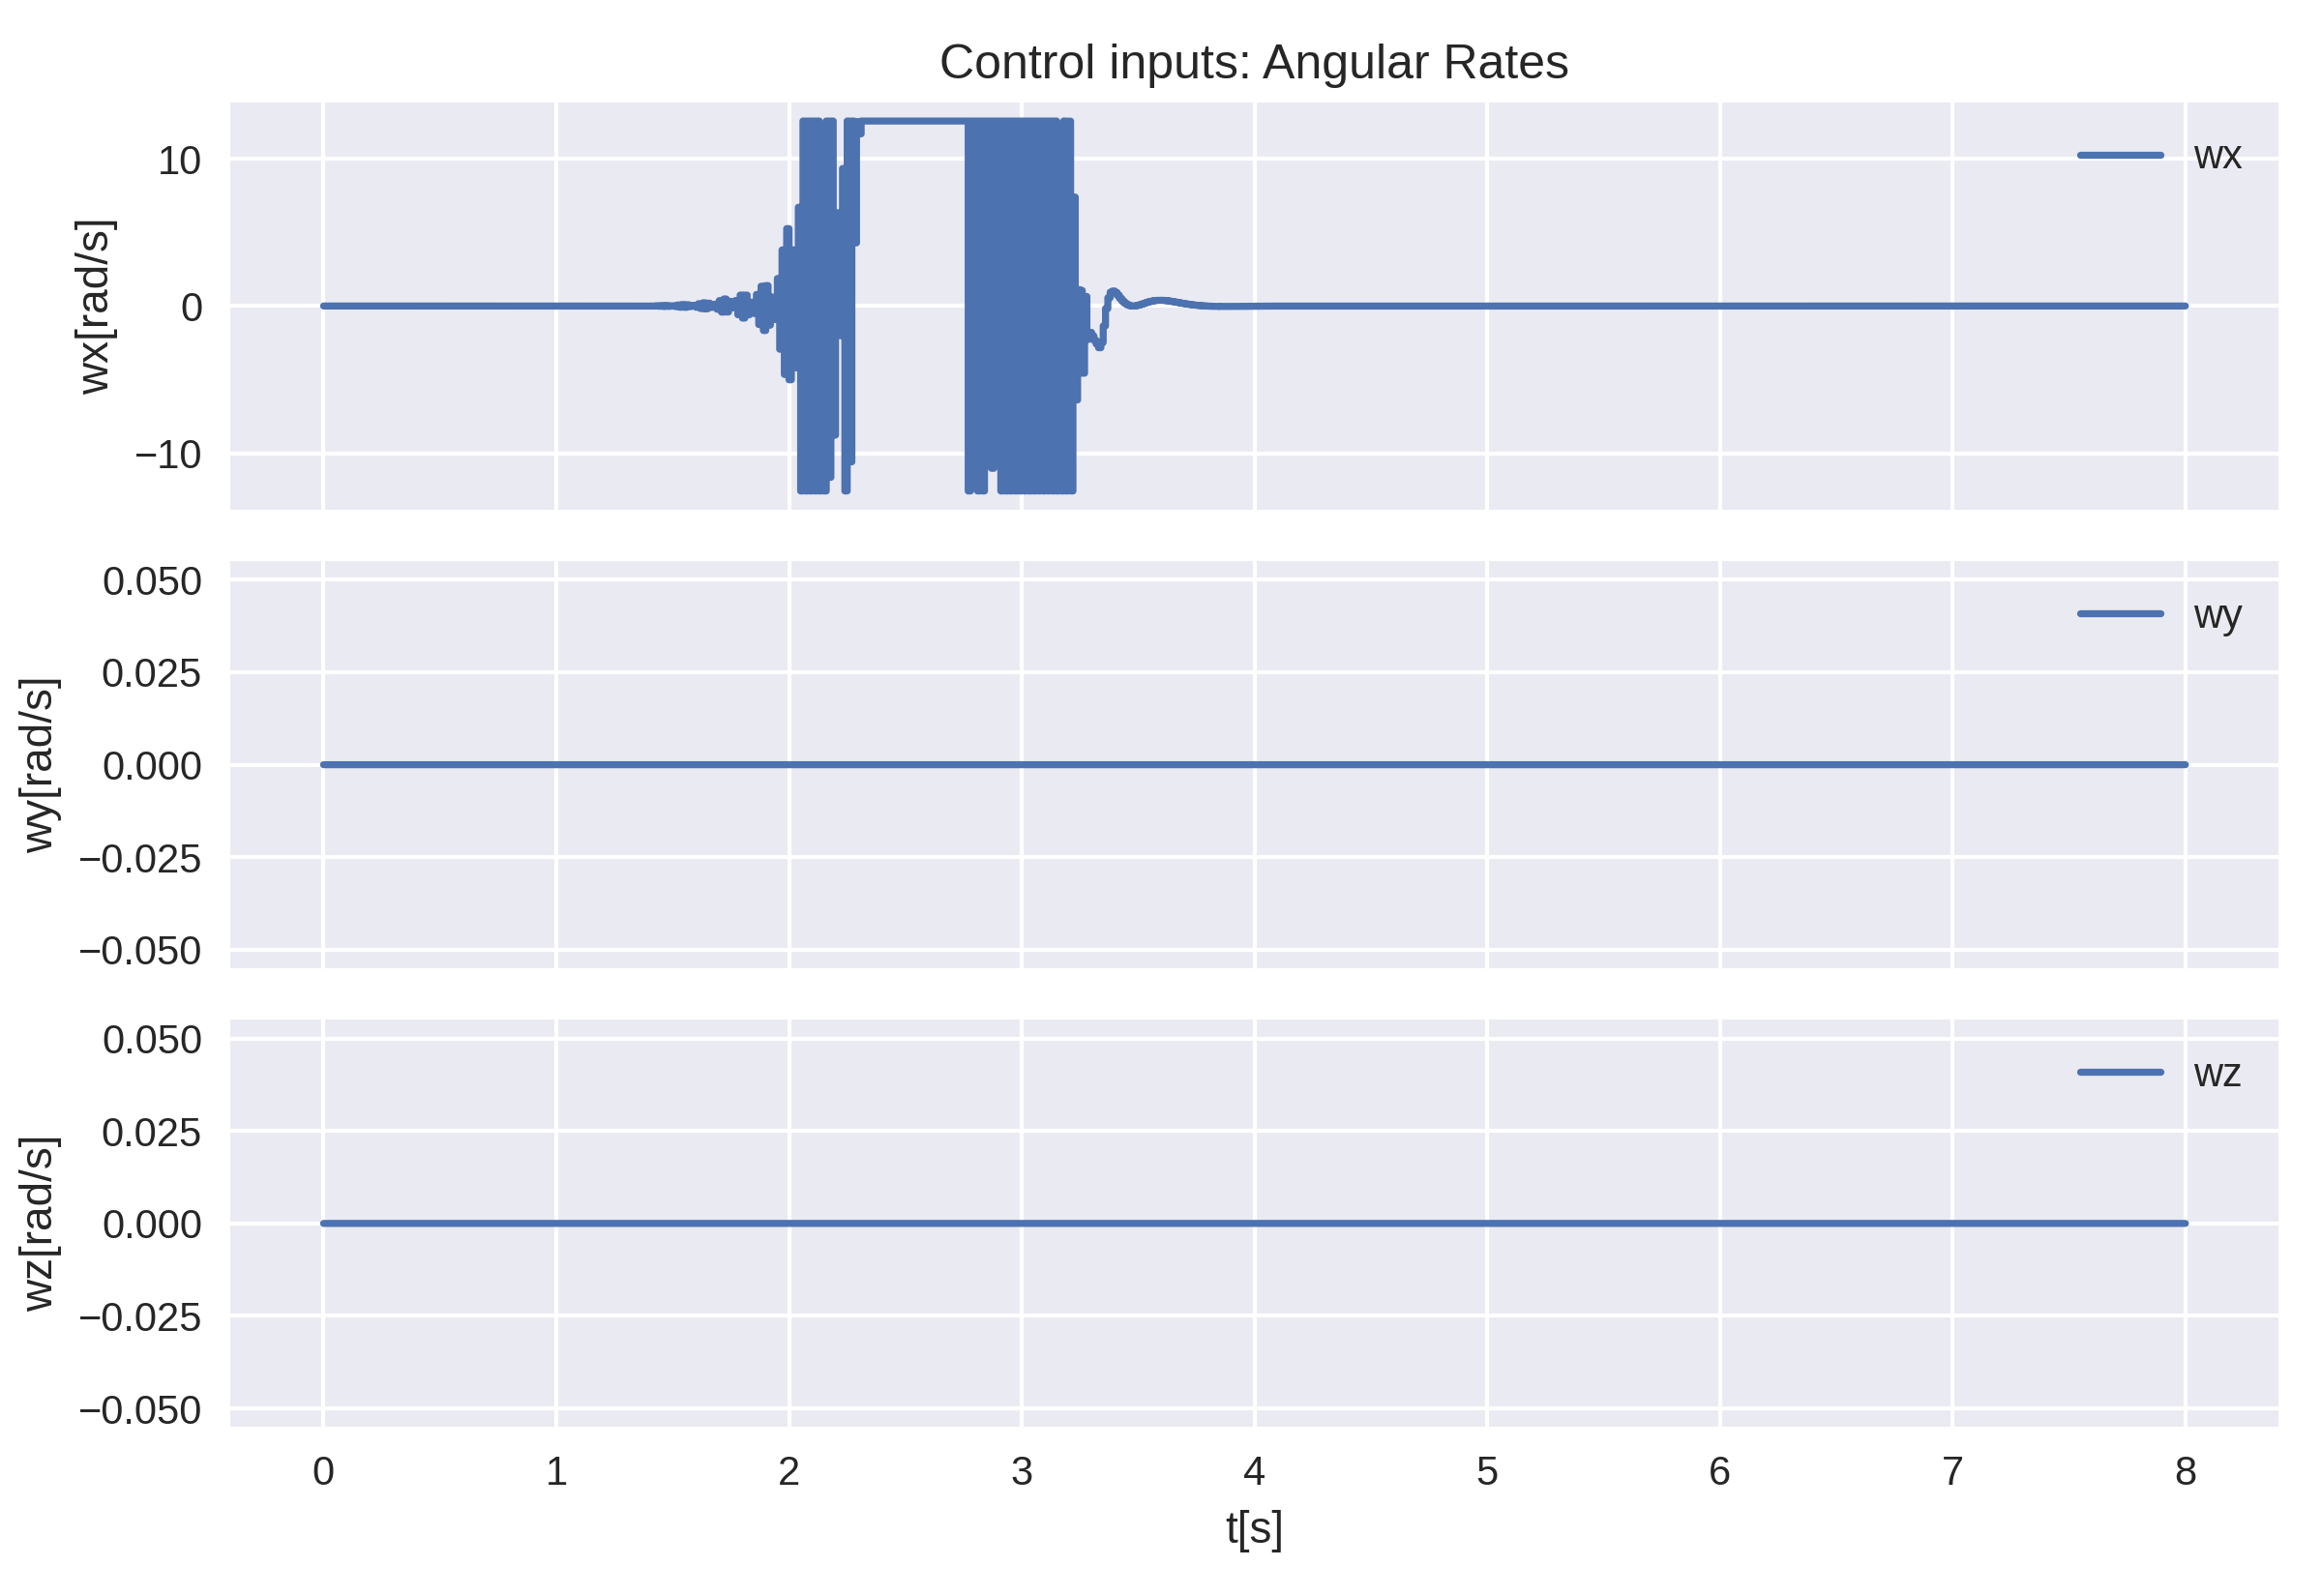 Control inputs: Angular Rates
10
0
−10
wx[rad/s]
wx
0.050
0.025
0.000
−0.025
−0.050
wy[rad/s]
wy
0.050
0.025
0.000
−0.025
−0.050
wz[rad/s]
wz
0 1 2 3 4 5 6 7 8
t[s]